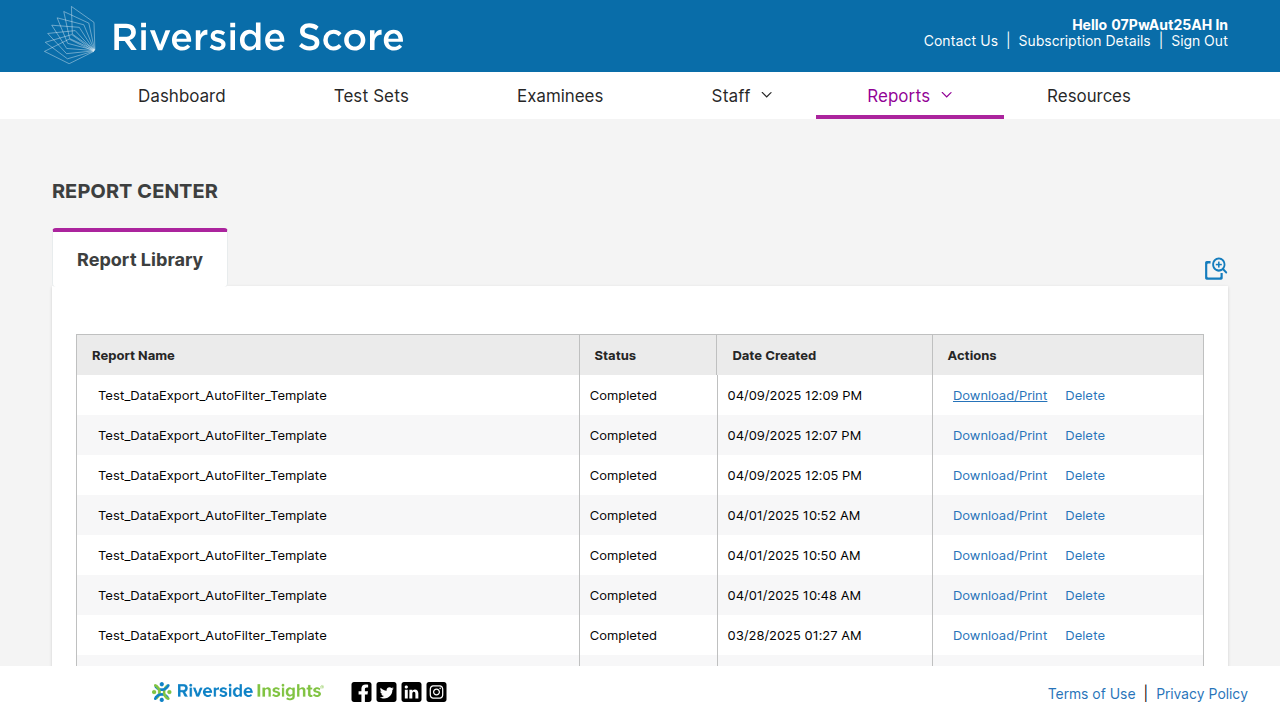 Riverside Score
Hello 07PwAut25AH In
Contact Us | Subscription Details | Sign Out
Dashboard Test Sets Examinees Staff Reports Resources
REPORT CENTER
Report Library
Report Name Status Date Created Actions
Test_DataExport_AutoFilter_Template Completed 04/09/2025 12:09 PM Download/Print Delete
Test_DataExport_AutoFilter_Template Completed 04/09/2025 12:07 PM Download/Print Delete
Test_DataExport_AutoFilter_Template Completed 04/09/2025 12:05 PM Download/Print Delete
Test_DataExport_AutoFilter_Template Completed 04/01/2025 10:52 AM Download/Print Delete
Test_DataExport_AutoFilter_Template Completed 04/01/2025 10:50 AM Download/Print Delete
Test_DataExport_AutoFilter_Template Completed 04/01/2025 10:48 AM Download/Print Delete
Test_DataExport_AutoFilter_Template Completed 03/28/2025 01:27 AM Download/Print Delete
Riverside Insights Terms of Use | Privacy Policy